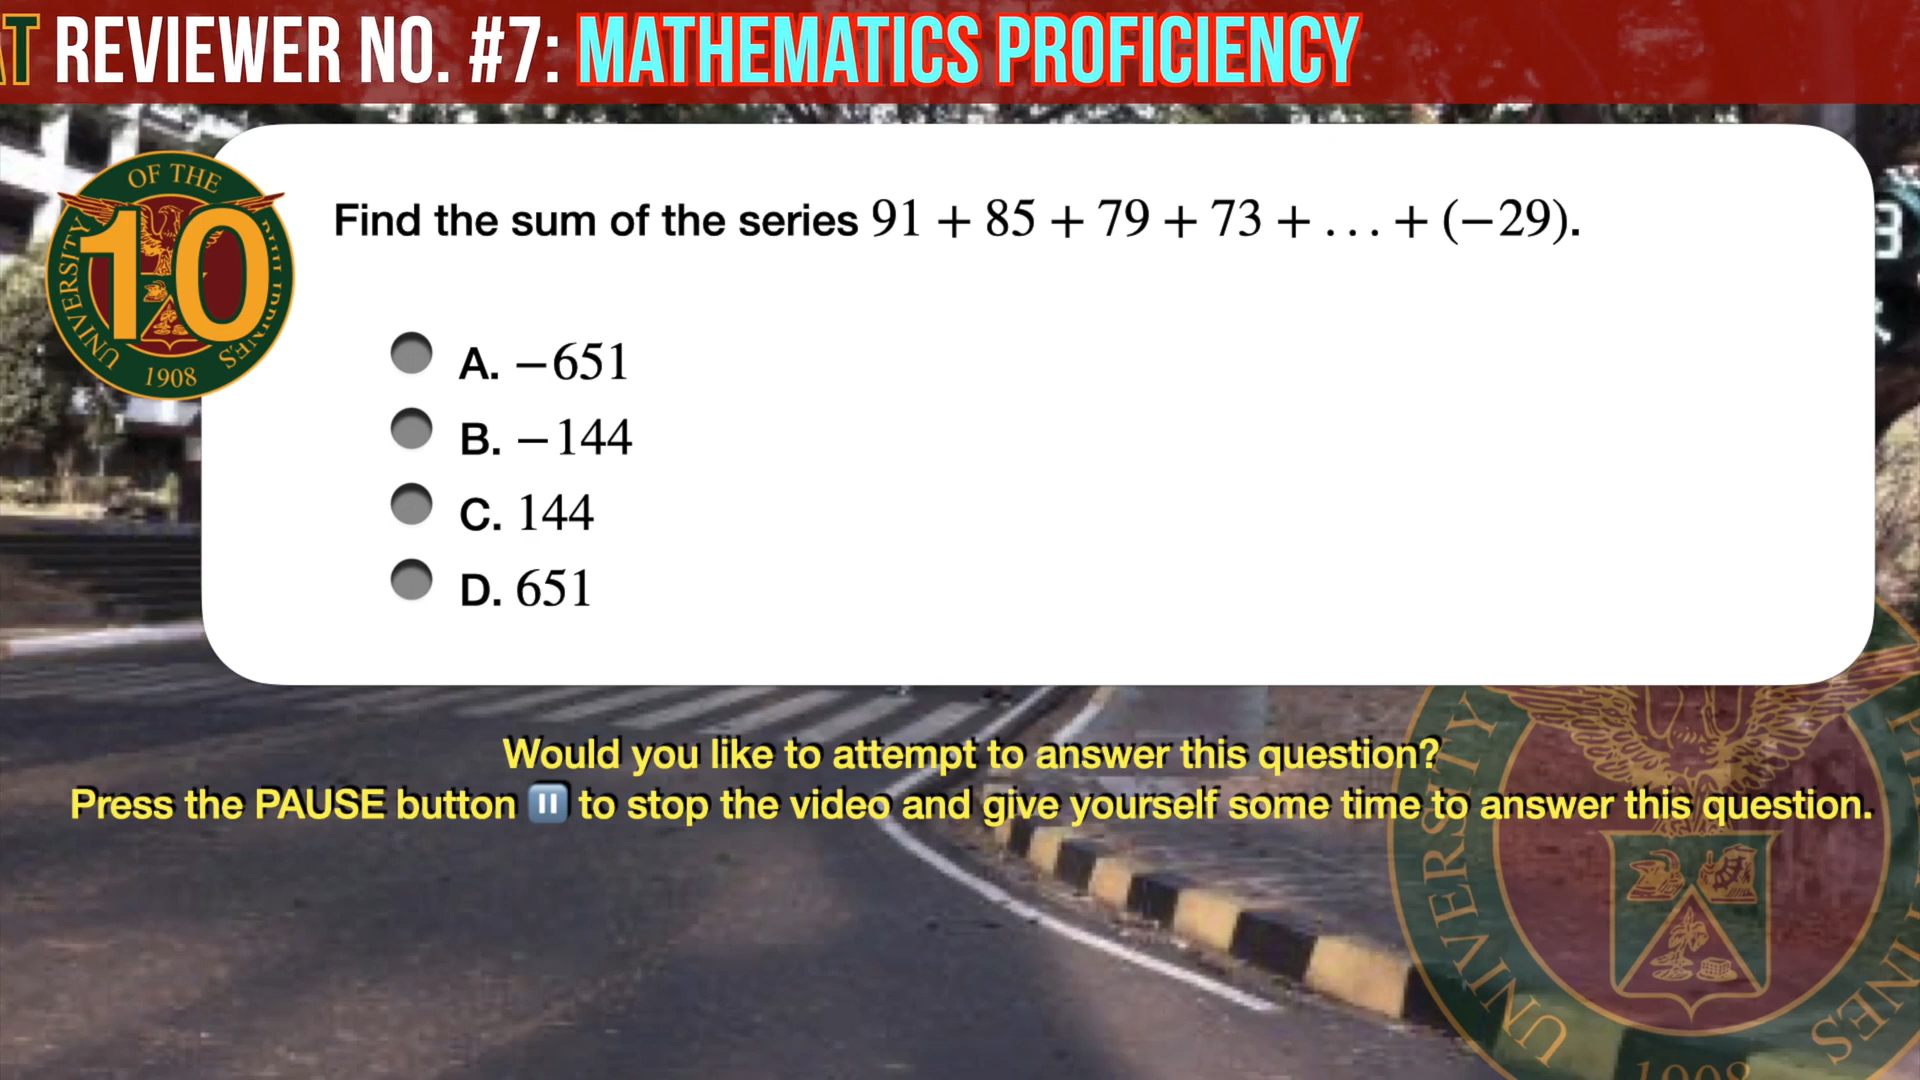 REVIEWER NO. #7: MATHEMATICS PROFICIENCY
OF THE
UNIVERSITY
10
1908
Find the sum of the series 91 + 85 + 79 + 73 + . . . + (−29).
A. −651
B. −144
C. 144
D. 651
Would you like to attempt to answer this question?
Press the PAUSE button ⏸ to stop the video and give yourself some time to answer this question.
UNIVERSITY
1908